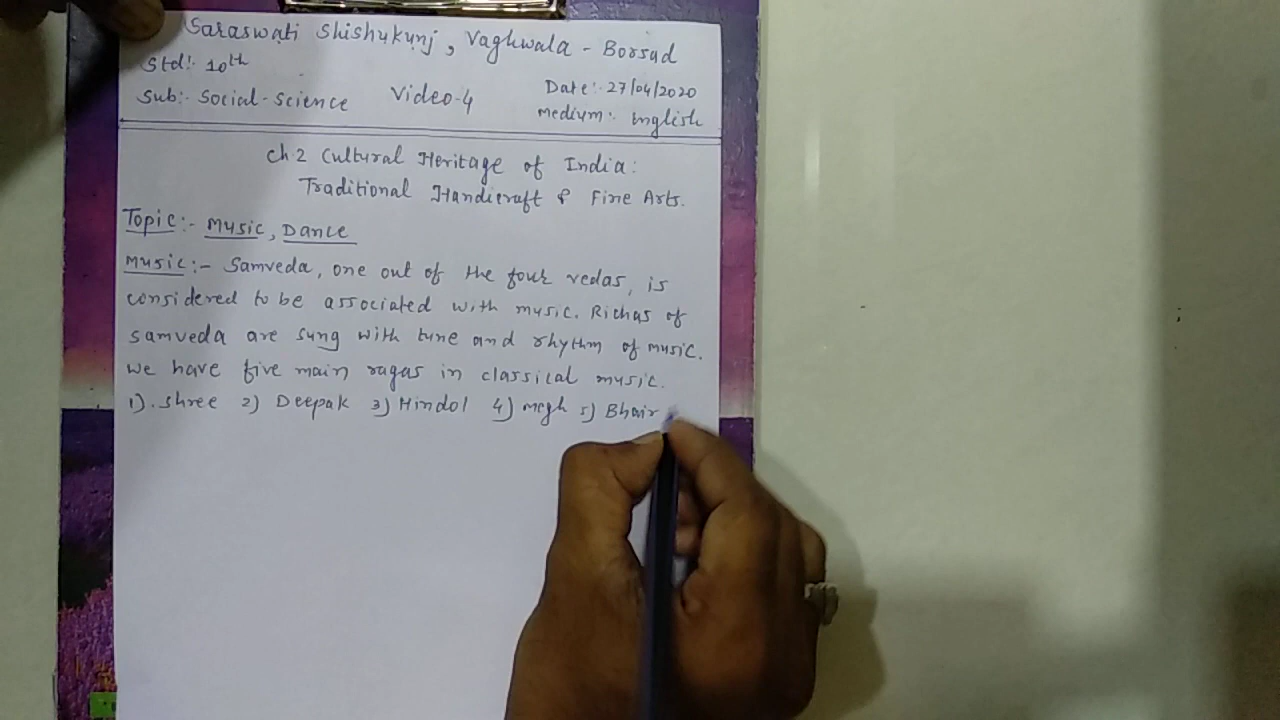 Saraswati Shishukunj, Vaghwala - Borsad
Std:- 10th
Sub:- Social-Science Video-4 Date:- 27/04/2020
Medium:- English
Ch 2 Cultural Heritage of India:
Traditional Handicraft & Fine Arts.
Topic:- Music, Dance
Music:- Samveda, one out of the four vedas, is
considered to be associated with music. Richas of
samveda are sung with tune and rhythm of music.
we have five main ragas in classical music.
1). Shree 2) Deepak 3) Hindol 4) megh 5) Bhair